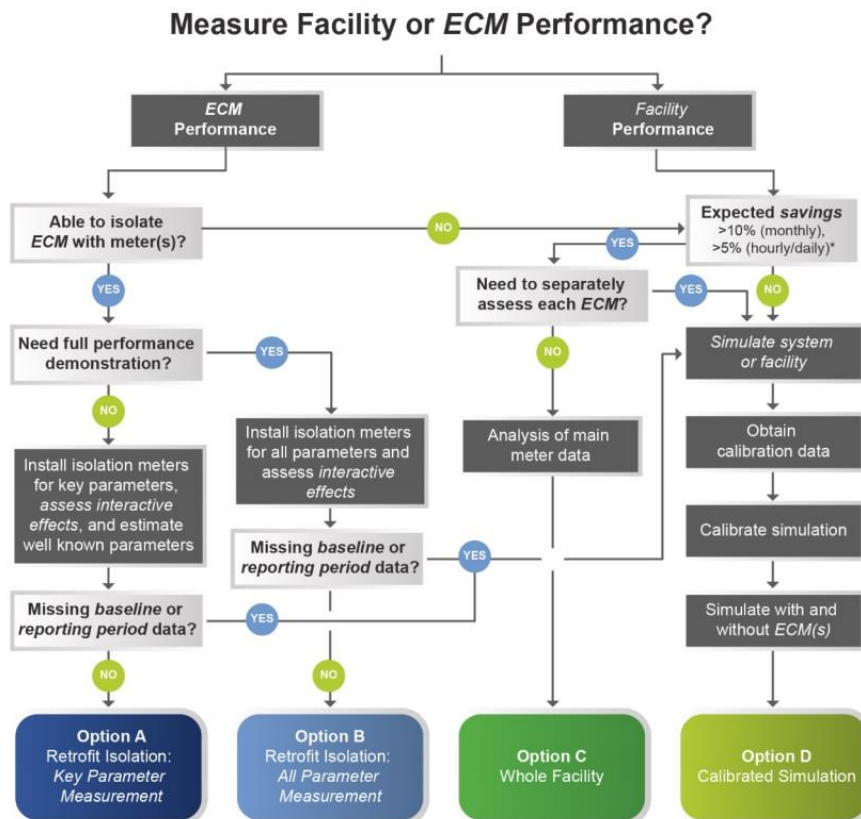 Measure Facility or ECM Performance?
ECM
Performance
Facility
Performance
Able to isolate
ECM with meter(s)?
NO
Expected savings
>10% (monthly),
>5% (hourly/daily)*
YES
YES
Need to separately
assess each ECM?
YES
NO
Need full performance
demonstration?
YES
NO
Simulate system
or facility
NO
Install isolation meters
for key parameters,
assess interactive
effects, and estimate
well known parameters
Install isolation meters
for all parameters and
assess interactive
effects
Analysis of main
meter data
Obtain
calibration data
Missing baseline or
reporting period data?
YES
Calibrate simulation
Missing baseline or
reporting period data?
YES
Simulate with and
without ECM(s)
NO
NO
Option A
Retrofit Isolation:
Key Parameter
Measurement
Option B
Retrofit Isolation:
All Parameter
Measurement
Option C
Whole Facility
Option D
Calibrated Simulation